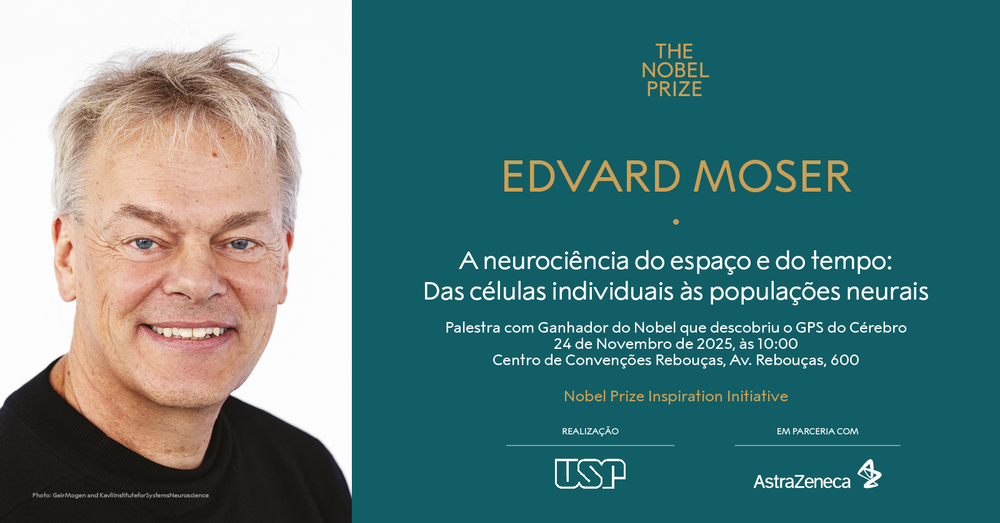 THE
NOBEL
PRIZE
EDVARD MOSER
A neurociência do espaço e do tempo:
Das células individuais às populações neurais
Palestra com Ganhador do Nobel que descobriu o GPS do Cérebro
24 de Novembro de 2025, às 10:00
Centro de Convenções Rebouças, Av. Rebouças, 600
Nobel Prize Inspiration Initiative
REALIZAÇÃO
USP
EM PARCERIA COM
AstraZeneca
Photo: GeirMogen and KavliInstituteforSystemsNeuroscience